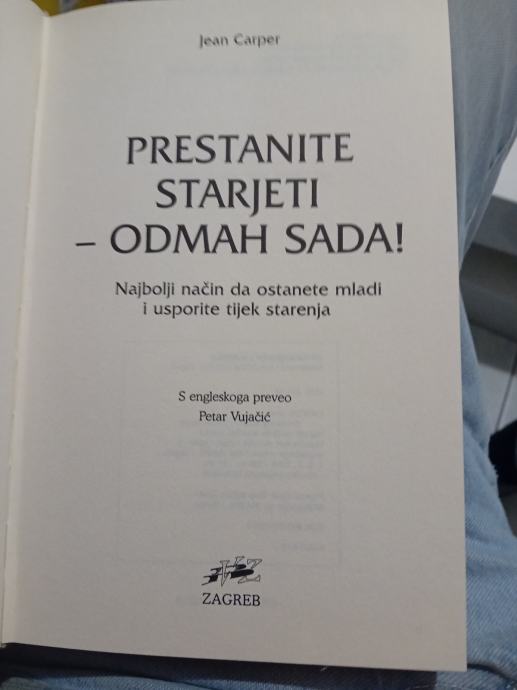 Jean Carper
PRESTANITE
STARJETI
– ODMAH SADA!
Najbolji način da ostanete mladi
i usporite tijek starenja
S engleskoga preveo
Petar Vujačić
ZAGREB